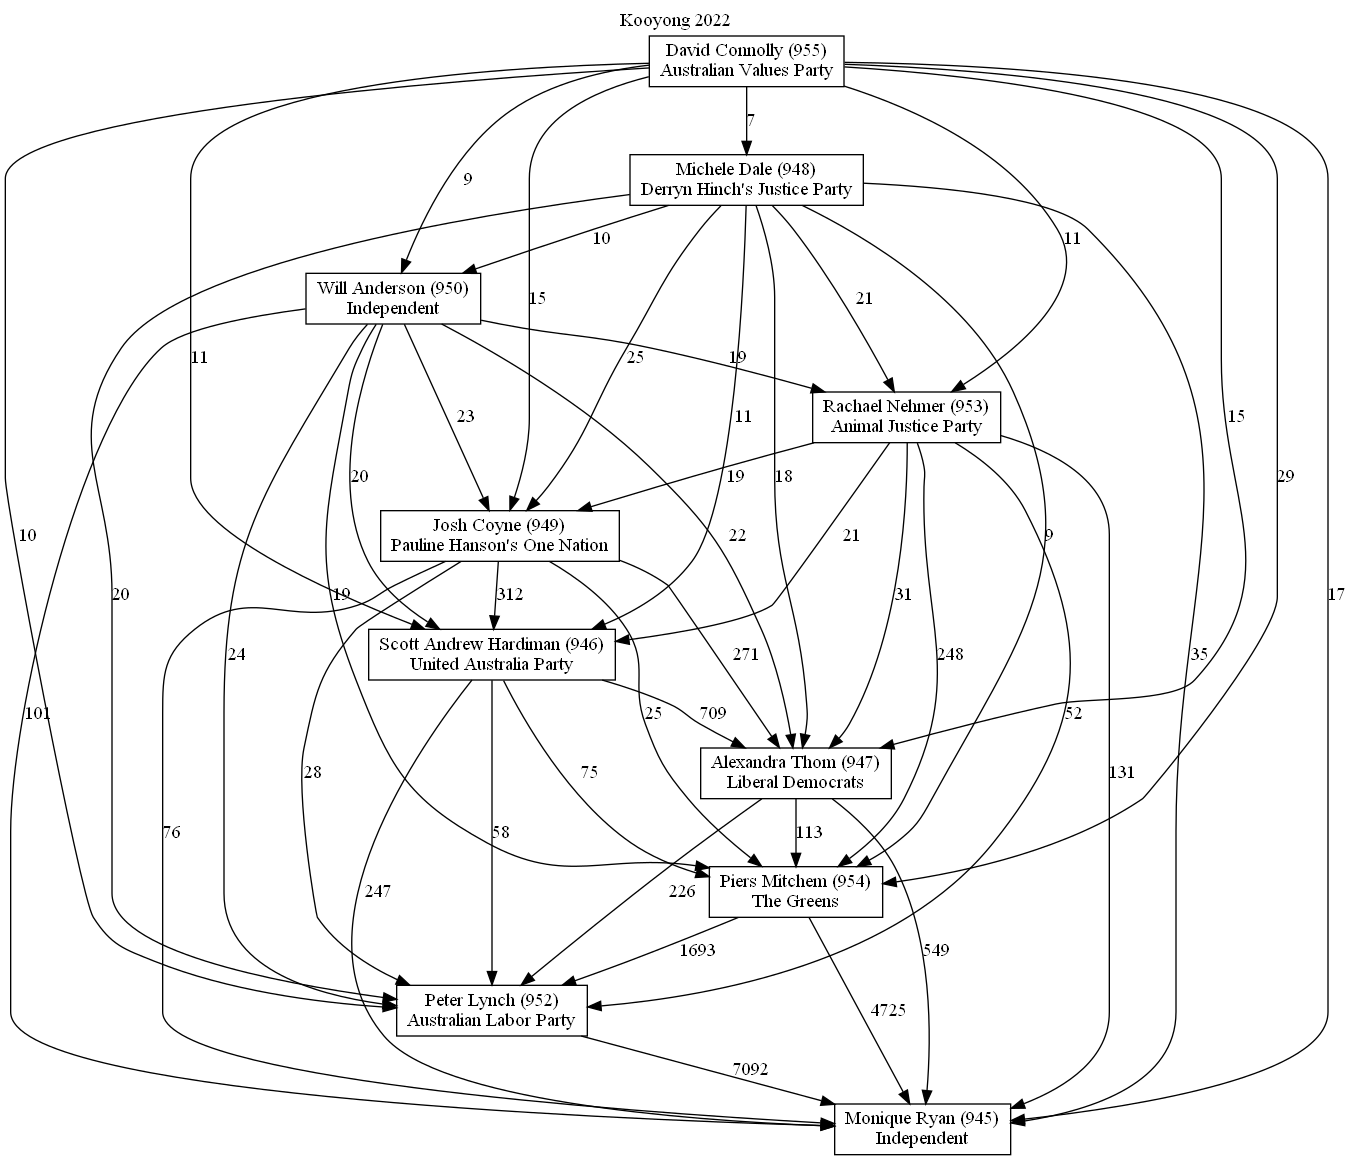 Kooyong 2022
David Connolly (955)
Australian Values Party
7
Michele Dale (948)
Derryn Hinch's Justice Party
9
10
11
Will Anderson (950)
Independent
15
21
11
25
19
Rachael Nehmer (953)
Animal Justice Party
23
11
15
20
19
18
29
Josh Coyne (949)
Pauline Hanson's One Nation
10
22
21
9
20
19
312
31
17
Scott Andrew Hardiman (946)
United Australia Party
24
271
248
35
101
709
25
52
Alexandra Thom (947)
Liberal Democrats
28
75
131
76
58
113
Piers Mitchem (954)
The Greens
247
226
1693
549
Peter Lynch (952)
Australian Labor Party
4725
7092
Monique Ryan (945)
Independent